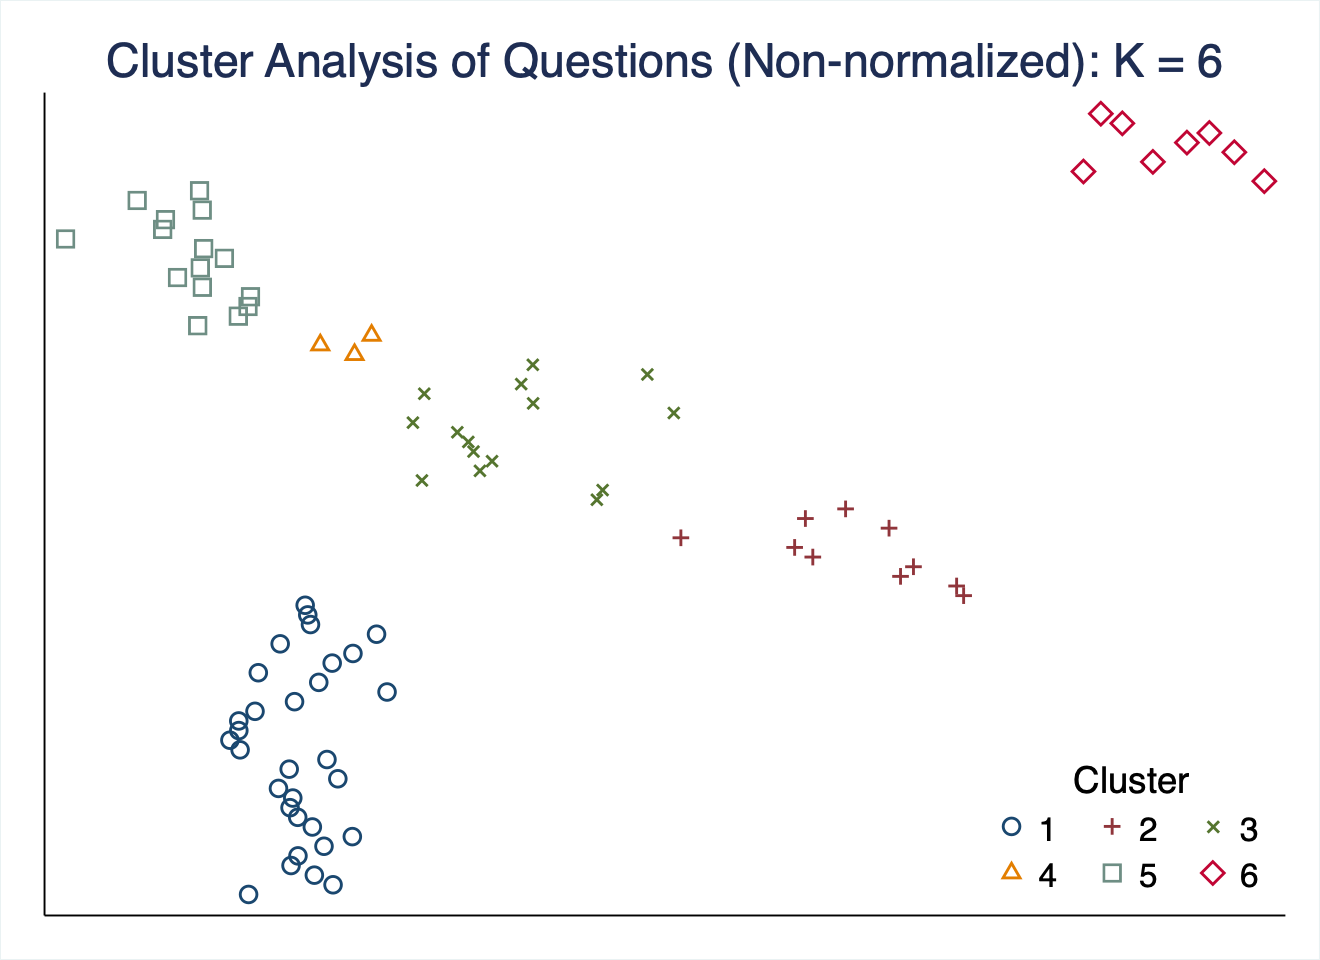 Cluster Analysis of Questions (Non-normalized): K = 6
Cluster
1 2 3
4 5 6